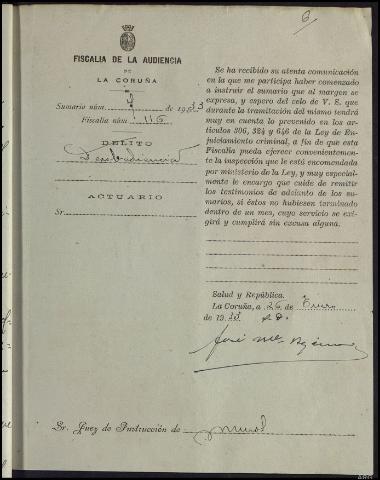 6
FISCALIA DE LA AUDIENCIA
DE
LA CORUÑA
Sumario núm. 7 de 1933
Fiscalía núm. 116
DELITO
Desobediencia
ACTUARIO
Sr.
Se ha recibido su atenta comunicación
en la que me participa haber comenzado
a instruir el sumario que al margen se
expresa, y espero del celo de V. S. que
durante la tramitación del mismo tendrá
muy en cuenta lo prevenido en los ar-
tículos 306, 324 y 646 de la Ley de En-
juiciamiento criminal, a fin de que esta
Fiscalía pueda ejercer convenientemen-
te la inspección que le está encomendada
por ministerio de la Ley, y muy especial-
mente le encargo que cuide de remitir
los testimonios de adelanto de los su-
marios, si éstos no hubiesen terminado
dentro de un mes, cuyo servicio se exi-
girá y cumplirá sin excusa alguna.
Salud y República.
La Coruña, a 26 de Enero
de 1933
José Mª
Sr. Juez de Instrucción de